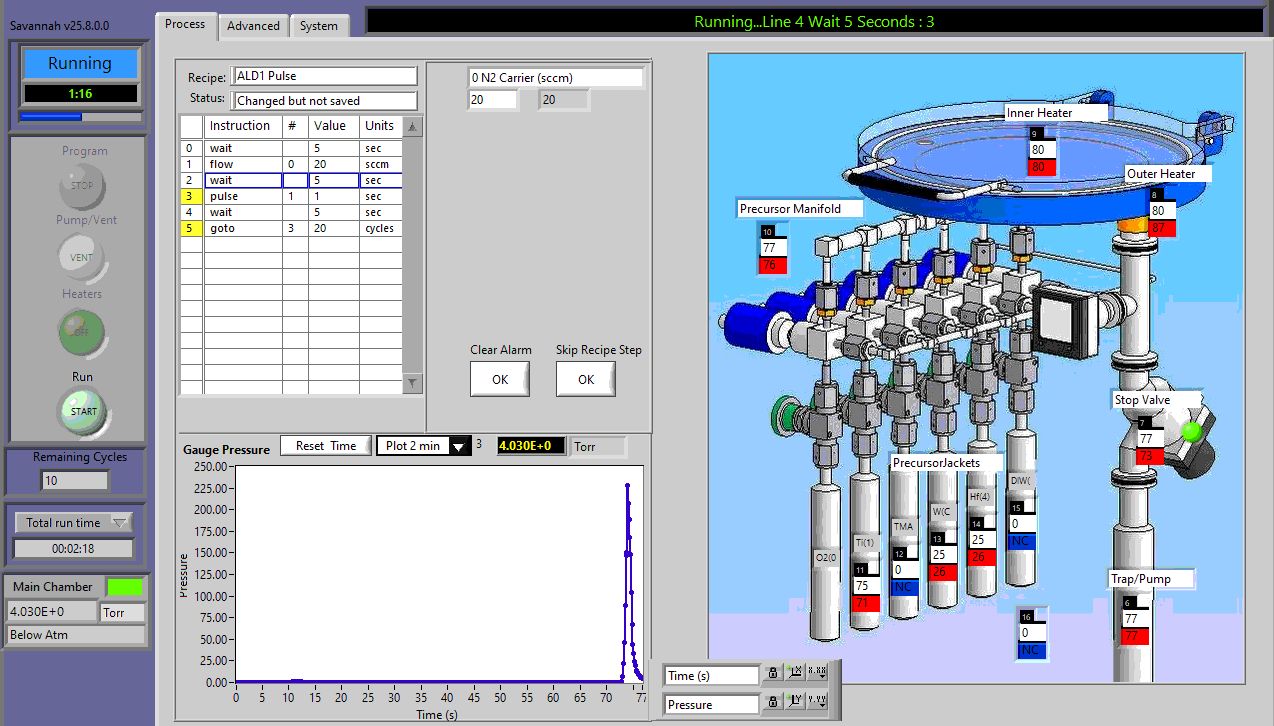 Savannah v25.8.0.0
Process
Advanced
System
Running...Line 4 Wait 5 Seconds : 3
Running
1:16
Program
STOP
Pump/Vent
VENT
Heaters
OFF
Run
START
Remaining Cycles
10
Total run time
00:02:18
Main Chamber
4.030E+0 Torr
Below Atm
Recipe: ALD1 Pulse
Status: Changed but not saved
Instruction # Value Units
0 wait 5 sec
1 flow 0 20 sccm
2 wait 5 sec
3 pulse 1 1 sec
4 wait 5 sec
5 goto 3 20 cycles
0 N2 Carrier (sccm)
20 20
Clear Alarm
OK
Skip Recipe Step
OK
Gauge Pressure
Reset Time
Plot 2 min
3
4.030E+0
Torr
250.00
225.00
200.00
175.00
150.00
125.00
100.00
75.00
50.00
25.00
0.00
Pressure
0 5 10 15 20 25 30 35 40 45 50 55 60 65 70 77
Time (s)
Time (s)
X.XX
Pressure
Y.YY
Inner Heater
9
80
80
Outer Heater
8
80
87
Precursor Manifold
10
77
76
Stop Valve
7
77
73
PrecursorJackets
O2(0
TI(1)
11
75
71
TMA
12
0
NC
W(C
13
25
26
Hf(4)
14
25
26
DIW(
15
0
NC
16
0
NC
Trap/Pump
6
77
77